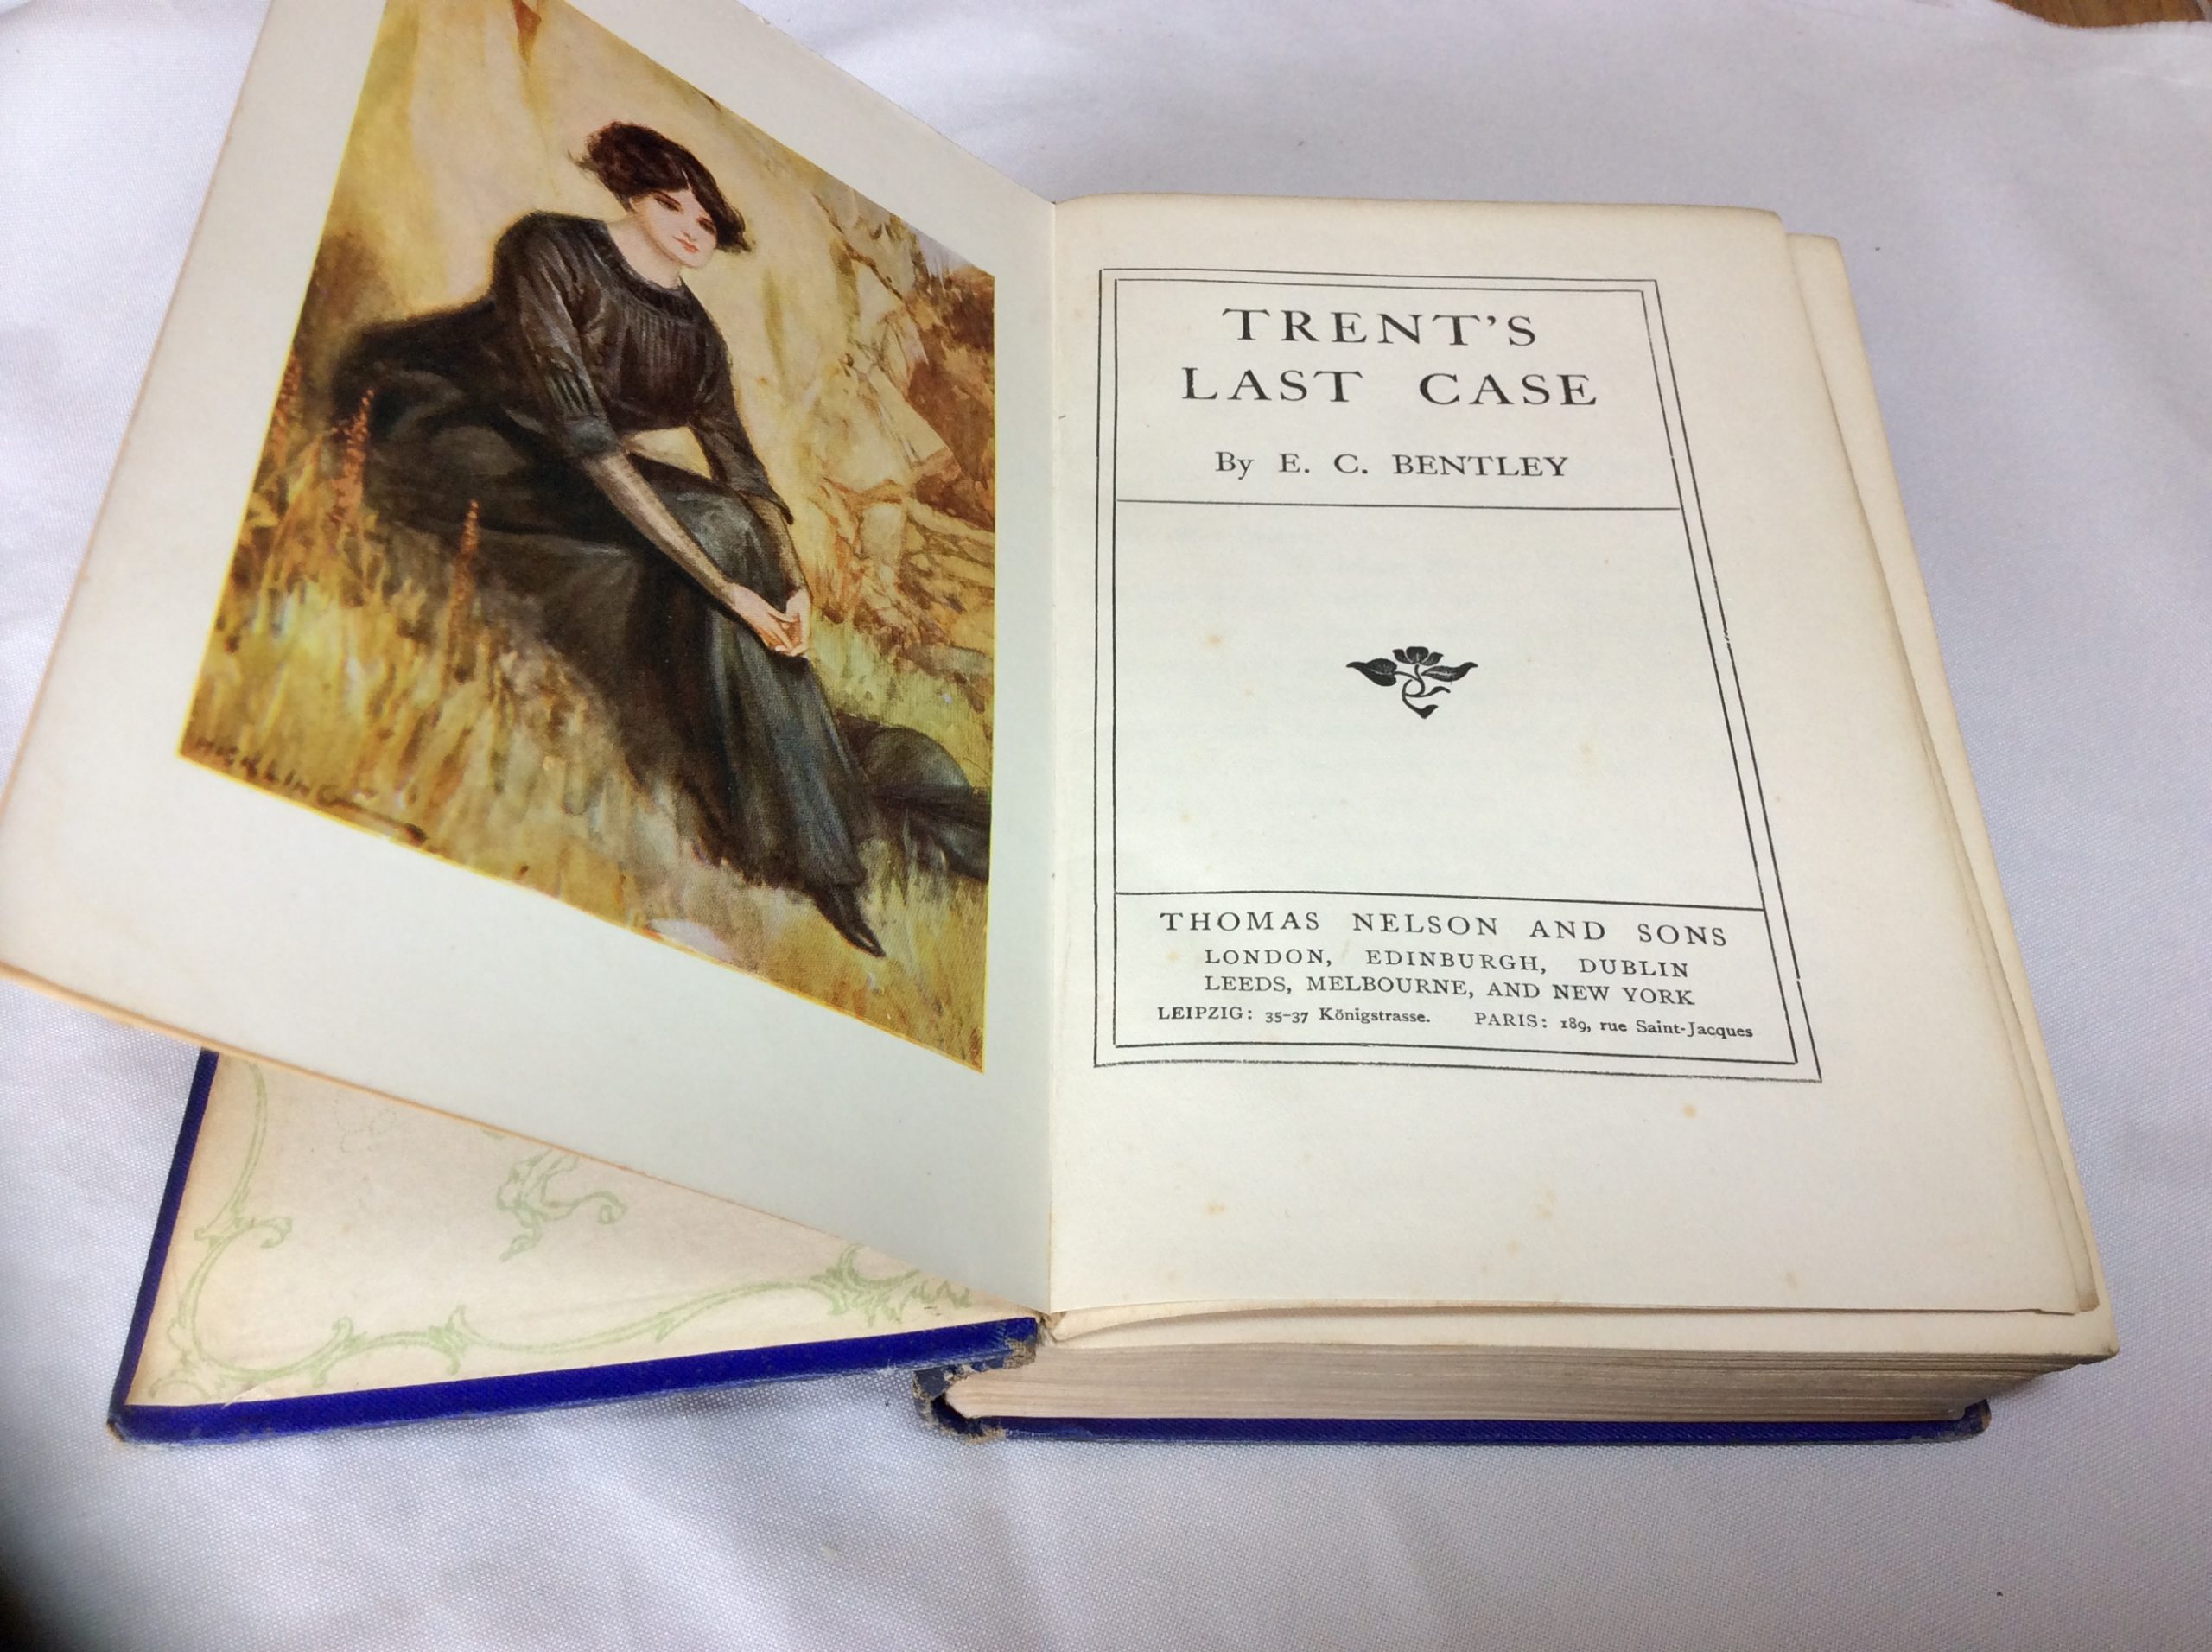 HICKLING
TRENT'S
LAST CASE
By E. C. BENTLEY
THOMAS NELSON AND SONS
LONDON, EDINBURGH, DUBLIN
LEEDS, MELBOURNE, AND NEW YORK
LEIPZIG: 35-37 Königstrasse. PARIS: 189, rue Saint-Jacques